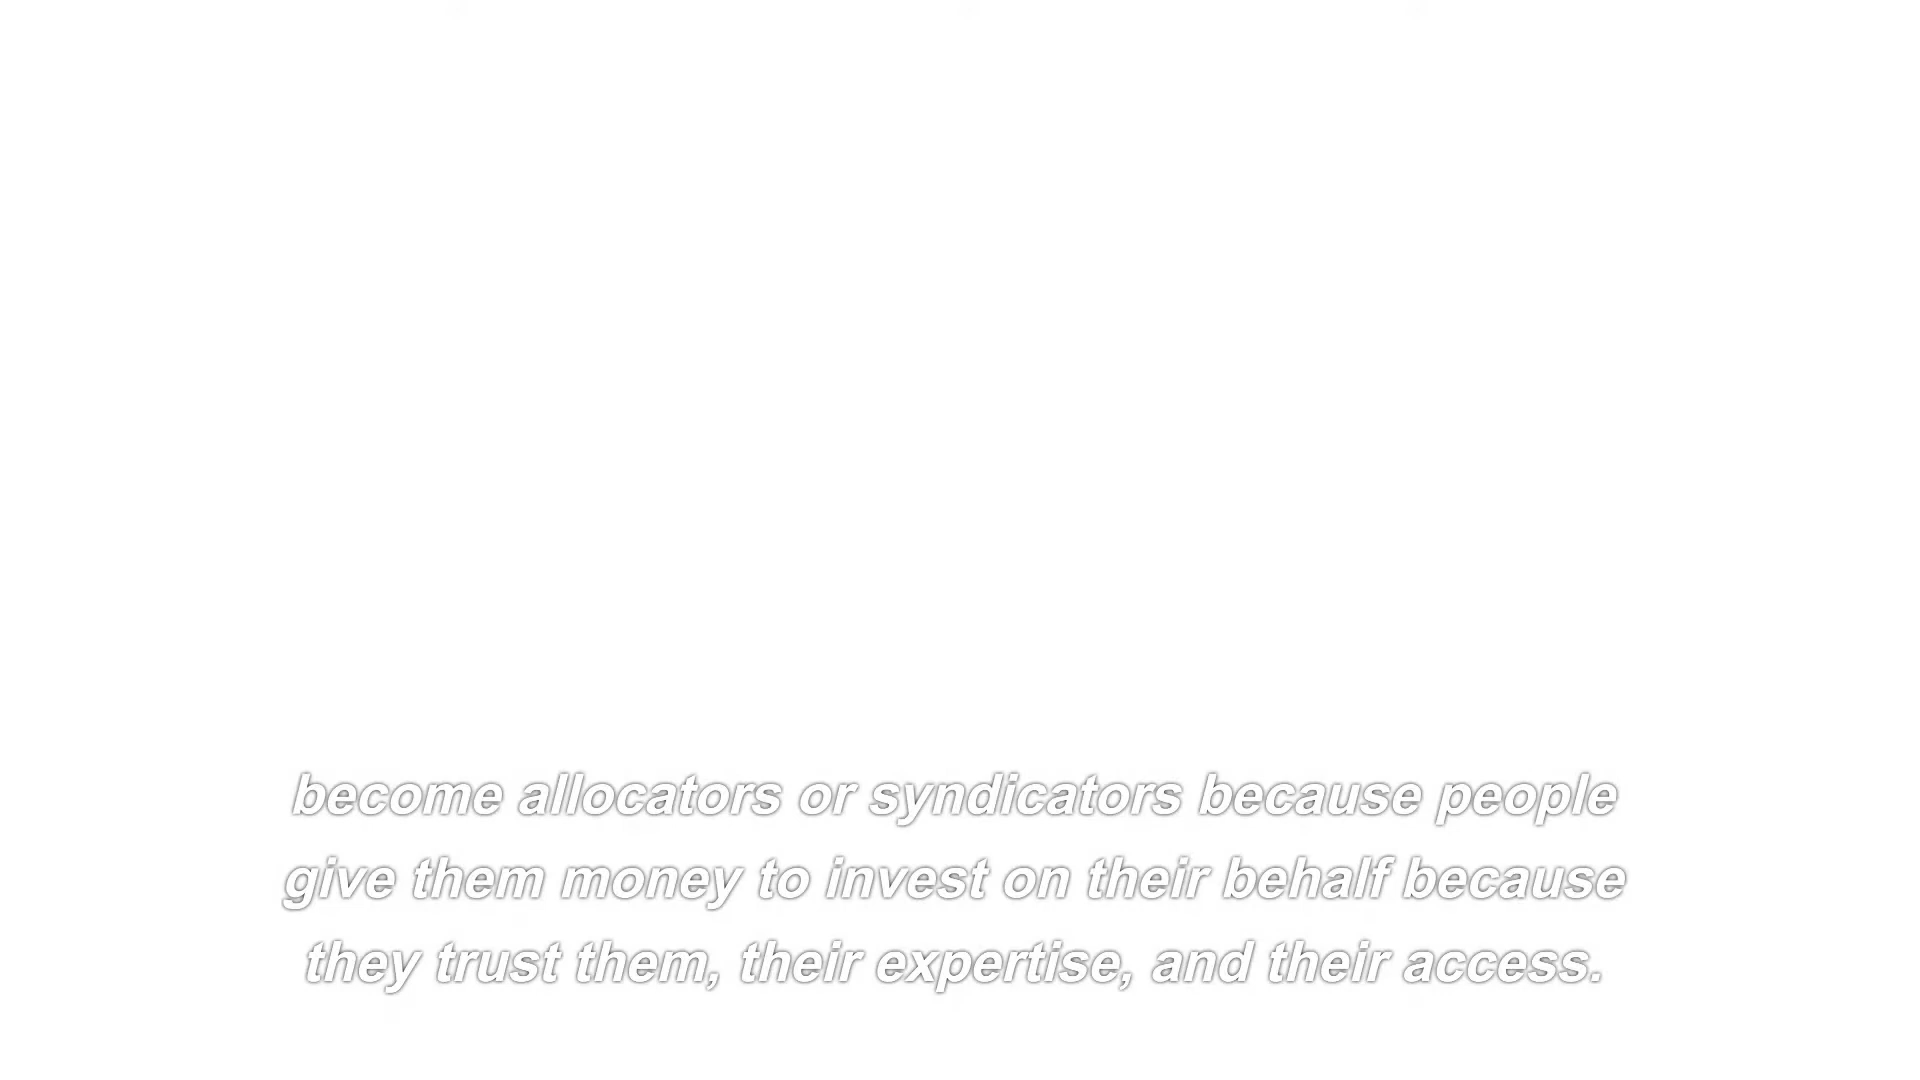 become allocators or syndicators because people
give them money to invest on their behalf because
they trust them, their expertise, and their access.